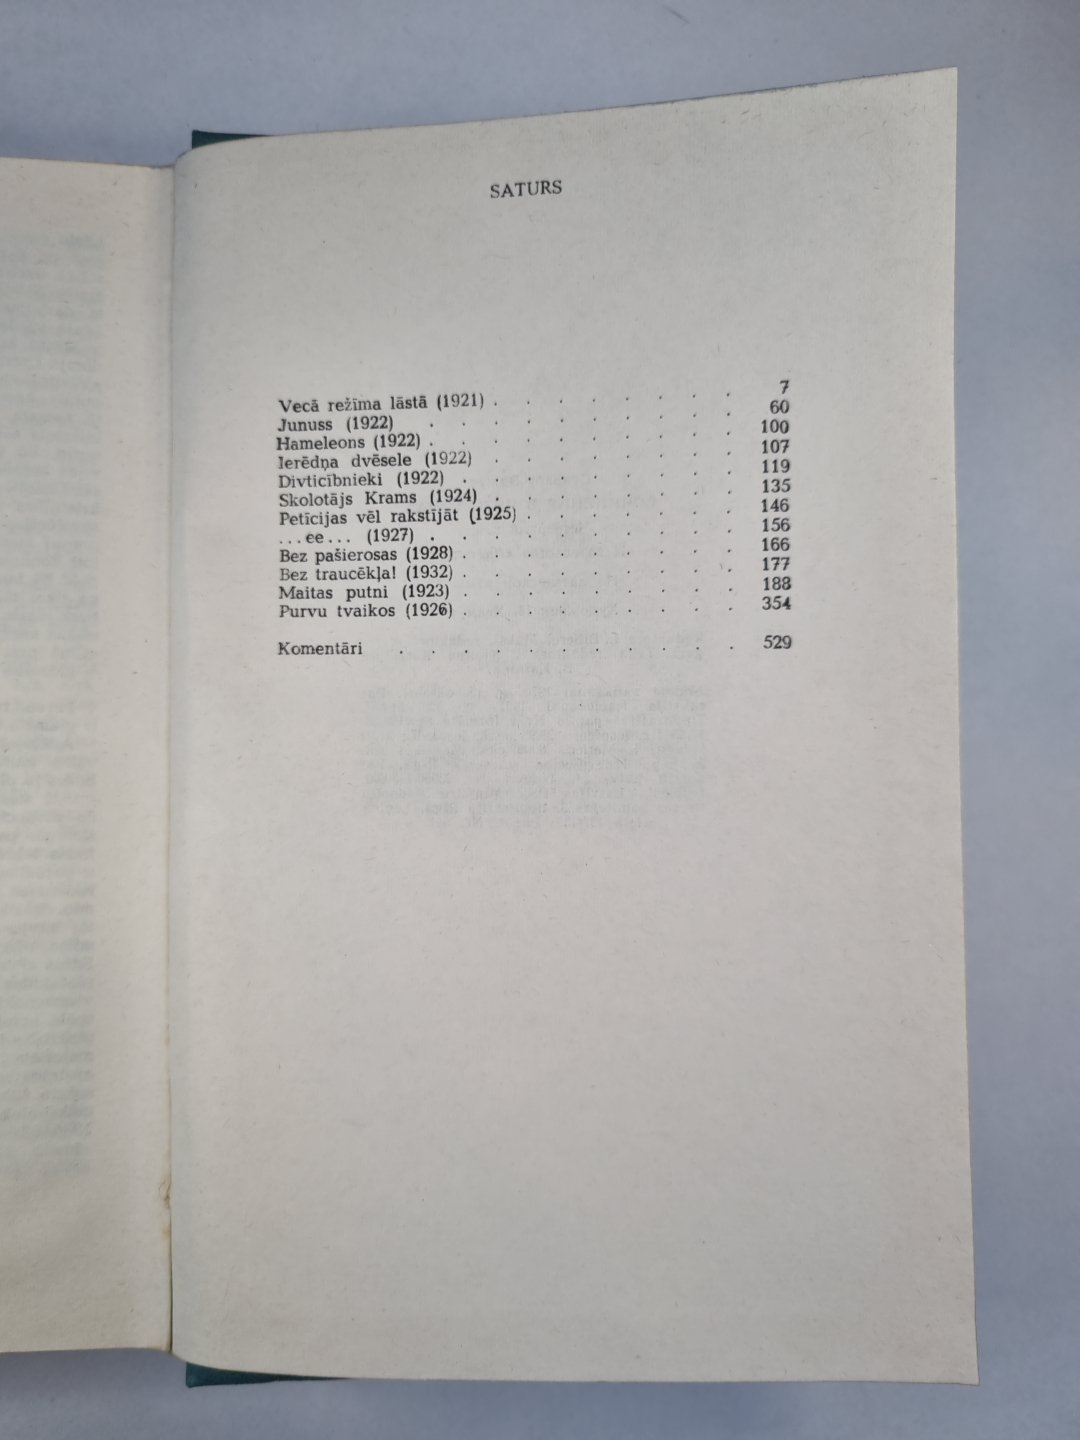 SATURS
Vecā režīma lāstā (1921) . . . . . . . . 7
Junuss (1922) . . . . . . . . . . 60
Hameleons (1922) . . . . . . . . . . 100
Ierēdņa dvēsele (1922) . . . . . . . . 107
Divticībnieki (1922) . . . . . . . . . 119
Skolotājs Krams (1924) . . . . . . . . 135
Petīcijas vēl rakstījāt (1925) . . . . . . . 146
...ee... (1927) . . . . . . . . . . 156
Bez pašierosas (1928) . . . . . . . . . 166
Bez traucēkļa! (1932) . . . . . . . . . 177
Maitas putni (1923) . . . . . . . . . 188
Purvu tvaikos (1926) . . . . . . . . . 354
Komentāri . . . . . . . . . . . 529